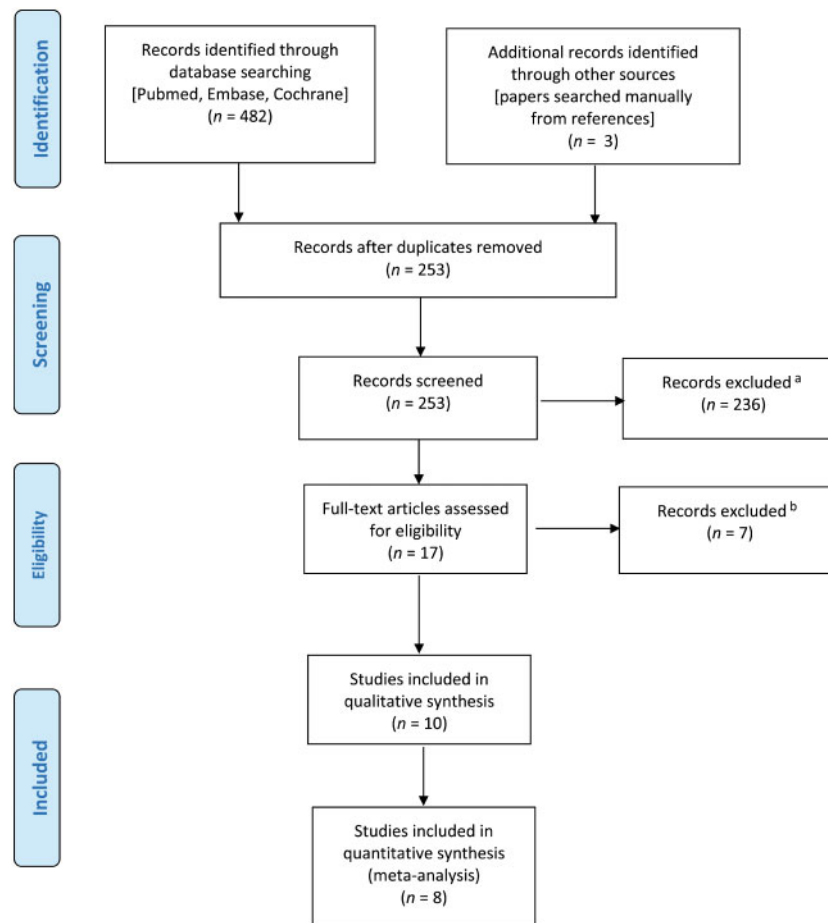 Identification
Records identified through
database searching
[Pubmed, Embase, Cochrane]
(n = 482)
Additional records identified
through other sources
[papers searched manually
from references]
(n = 3)
Screening
Records after duplicates removed
(n = 253)
Records screened
(n = 253)
Records excluded a
(n = 236)
Eligibility
Full-text articles assessed
for eligibility
(n = 17)
Records excluded b
(n = 7)
Included
Studies included in
qualitative synthesis
(n = 10)
Studies included in
quantitative synthesis
(meta-analysis)
(n = 8)